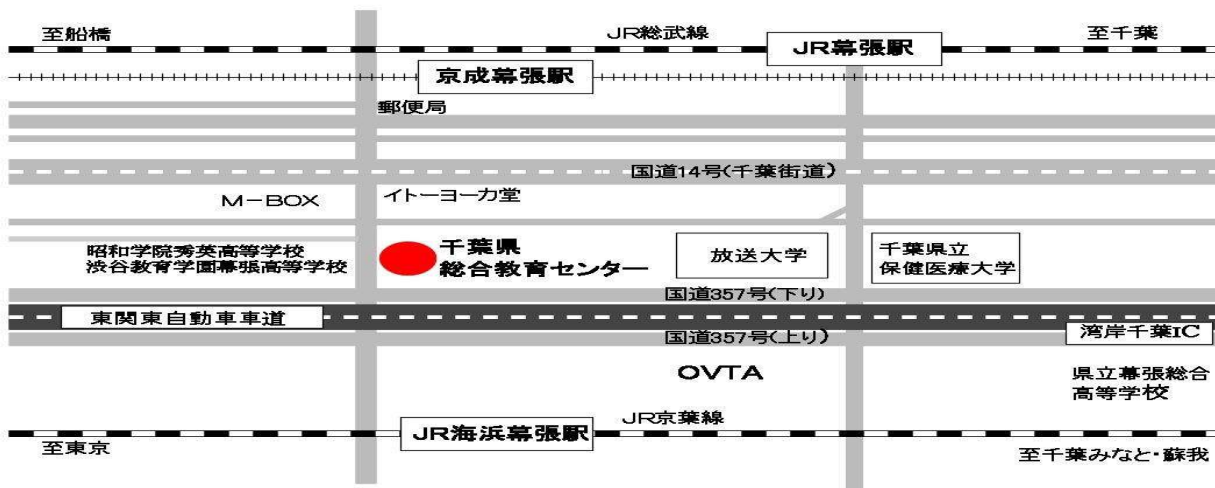 至船橋
JR総武線
JR幕張駅
至千葉
京成幕張駅
郵便局
国道14号(千葉街道)
M-BOX
イトーヨーカ堂
昭和学院秀英高等学校
渋谷教育学園幕張高等学校
千葉県
総合教育センター
放送大学
千葉県立
保健医療大学
国道357号(下り)
東関東自動車車道
国道357号(上り)
湾岸千葉IC
OVTA
県立幕張総合
高等学校
JR海浜幕張駅
JR京葉線
至東京
至千葉みなと・蘇我